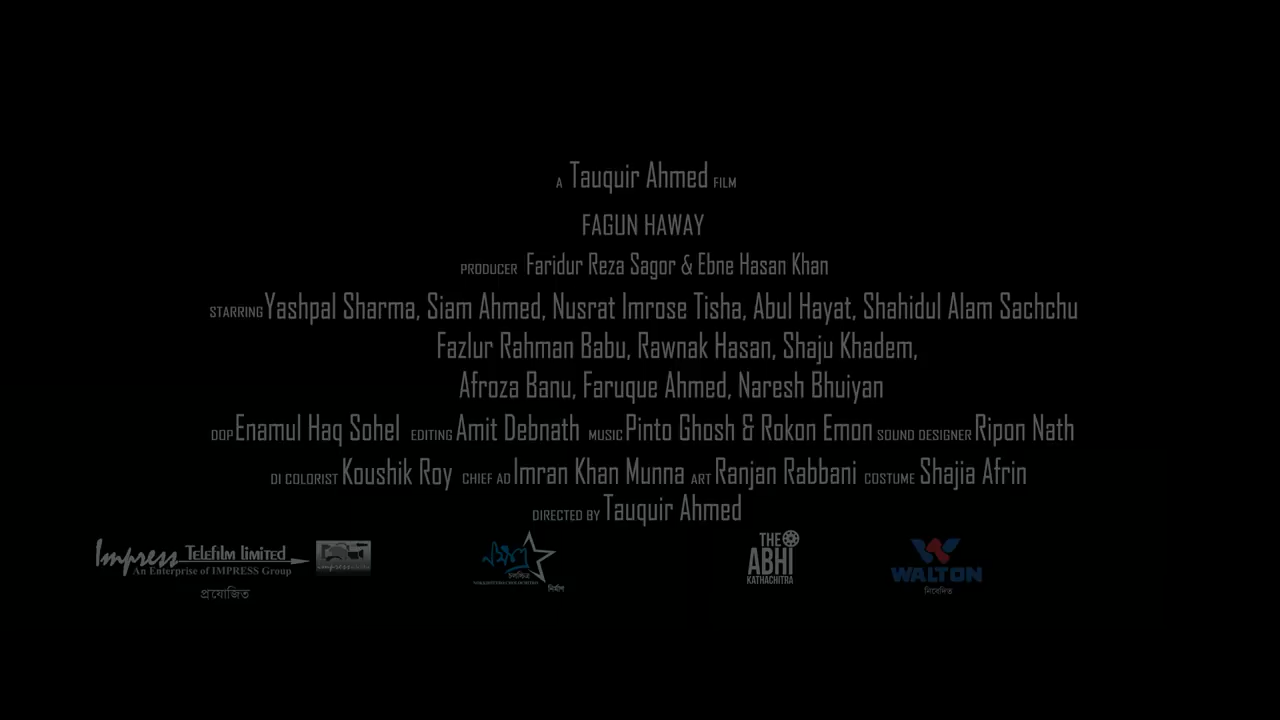 A Tauquir Ahmed FILM
FAGUN HAWAY
PRODUCER Faridur Reza Sagor & Ebne Hasan Khan
STARRING Yashpal Sharma, Siam Ahmed, Nusrat Imrose Tisha, Abul Hayat, Shahidul Alam Sachchu
Fazlur Rahman Babu, Rawnak Hasan, Shaju Khadem,
Afroza Banu, Faruque Ahmed, Naresh Bhuiyan
DOP Enamul Haq Sohel EDITING Amit Debnath MUSIC Pinto Ghosh & Rokon Emon SOUND DESIGNER Ripon Nath
DI COLORIST Koushik Roy CHIEF AD Imran Khan Munna ART Ranjan Rabbani COSTUME Shajia Afrin
DIRECTED BY Tauquir Ahmed
Impress TELEFILM LIMITED
An Enterprise of IMPRESS Group
প্রযোজিত
চলচ্চিত্র
নির্মাণ
THE
ABHI
KATHACHITRA
WALTON
নিবেদিত